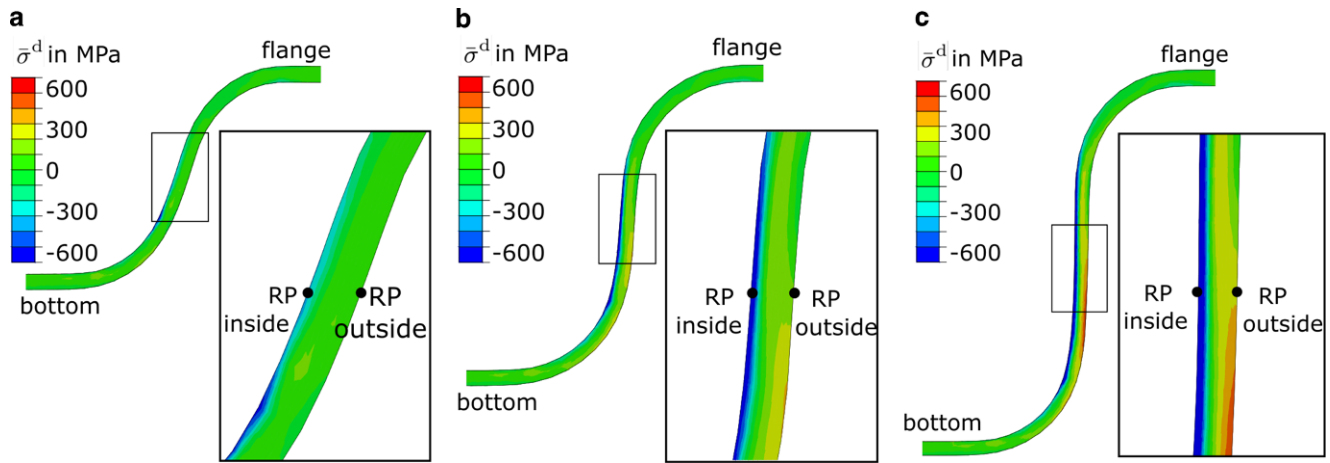 a
σ̄ᵈ in MPa
600
300
0
-300
-600
flange
bottom
RP
inside
RP
outside
b
σ̄ᵈ in MPa
600
300
0
-300
-600
flange
bottom
RP
inside
RP
outside
c
σ̄ᵈ in MPa
600
300
0
-300
-600
flange
bottom
RP
inside
RP
outside